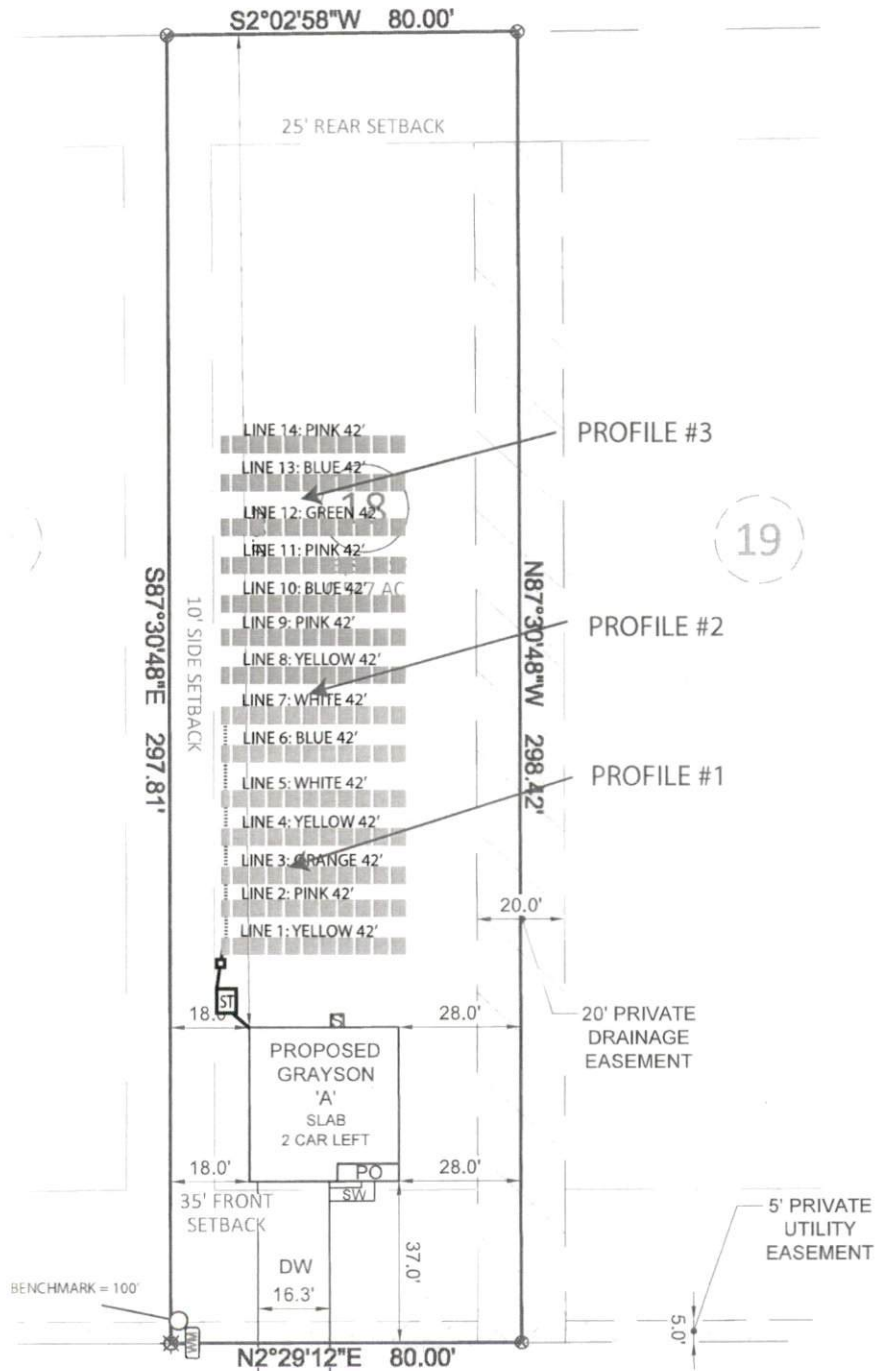 S2°02'58"W 80.00'
25' REAR SETBACK
LINE 14: PINK 42'
PROFILE #3
LINE 13: BLUE 42'
18
LINE 12: GREEN 42'
19
LINE 11: PINK 42'
LINE 10: BLUE 42'
7 AC
LINE 9: PINK 42'
PROFILE #2
LINE 8: YELLOW 42'
LINE 7: WHITE 42'
LINE 6: BLUE 42'
S87°30'48"E 297.81'
10' SIDE SETBACK
N87°30'48"W 298.42'
LINE 5: WHITE 42'
PROFILE #1
LINE 4: YELLOW 42'
LINE 3: ORANGE 42'
LINE 2: PINK 42'
20.0'
LINE 1: YELLOW 42'
ST
18.0'
S
28.0'
20' PRIVATE
DRAINAGE
EASEMENT
PROPOSED
GRAYSON
'A'
SLAB
2 CAR LEFT
18.0'
PO
28.0'
SW
35' FRONT
SETBACK
37.0'
5' PRIVATE
UTILITY
EASEMENT
DW
16.3'
BENCHMARK = 100'
5.0'
WM
N2°29'12"E 80.00'